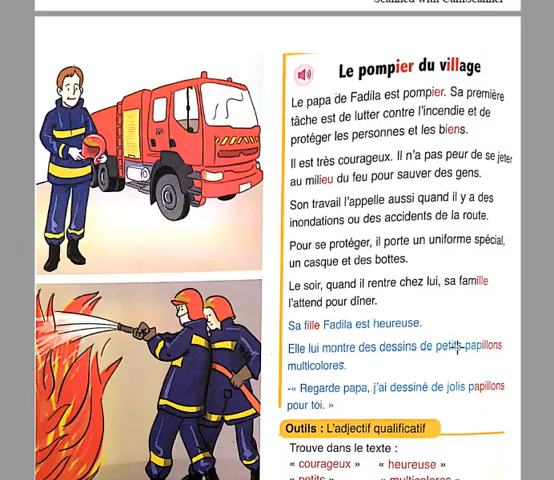 Scanned with CamScanner
Le pompier du village
Le papa de Fadila est pompier. Sa première
tâche est de lutter contre l'incendie et de
protéger les personnes et les biens.
Il est très courageux. Il n'a pas peur de se jeter
au milieu du feu pour sauver des gens.
Son travail l'appelle aussi quand il y a des
inondations ou des accidents de la route.
Pour se protéger, il porte un uniforme spécial,
un casque et des bottes.
Le soir, quand il rentre chez lui, sa famille
l'attend pour dîner.
Sa fille Fadila est heureuse.
Elle lui montre des dessins de petits papillons
multicolores.
-« Regarde papa, j'ai dessiné de jolis papillons
pour toi. »
Outils : L'adjectif qualificatif
Trouve dans le texte :
« courageux » « heureuse »
« petits » « multicolores »